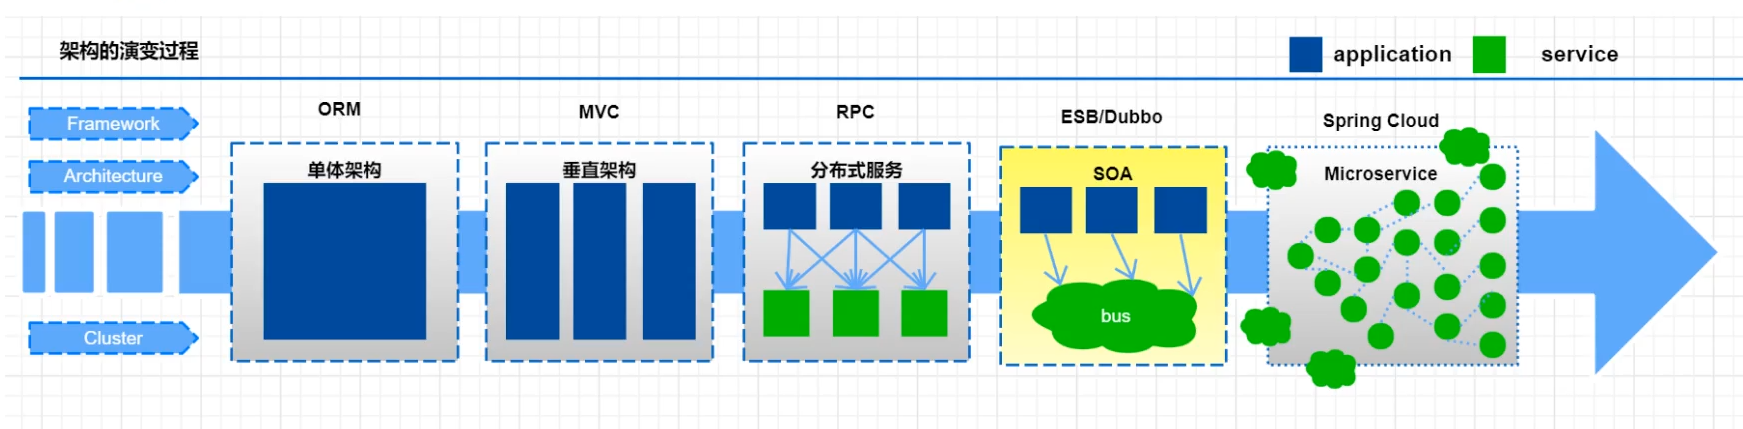 架构的演变过程
application
service
Framework
Architecture
Cluster
ORM
单体架构
MVC
垂直架构
RPC
分布式服务
ESB/Dubbo
SOA
bus
Spring Cloud
Microservice